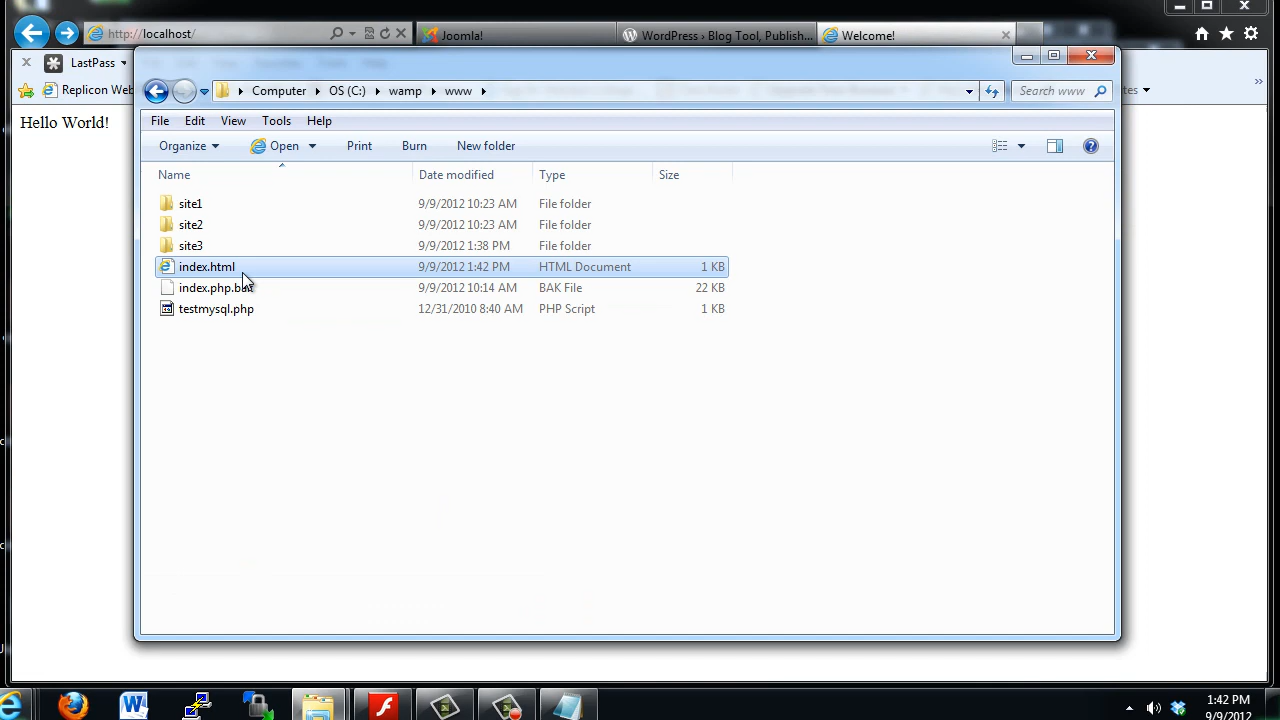 http://localhost/
Joomla!
WordPress › Blog Tool, Publish...
Welcome!
LastPass
Computer
OS (C:)
wamp
www
Search www
Replicon Web
tes
Hello World!
File Edit View Tools Help
Organize Open Print Burn New folder
Name Date modified Type Size
site1 9/9/2012 10:23 AM File folder
site2 9/9/2012 10:23 AM File folder
site3 9/9/2012 1:38 PM File folder
index.html 9/9/2012 1:42 PM HTML Document 1 KB
index.php.bak 9/9/2012 10:14 AM BAK File 22 KB
testmysql.php 12/31/2010 8:40 AM PHP Script 1 KB
1:42 PM
9/9/2012